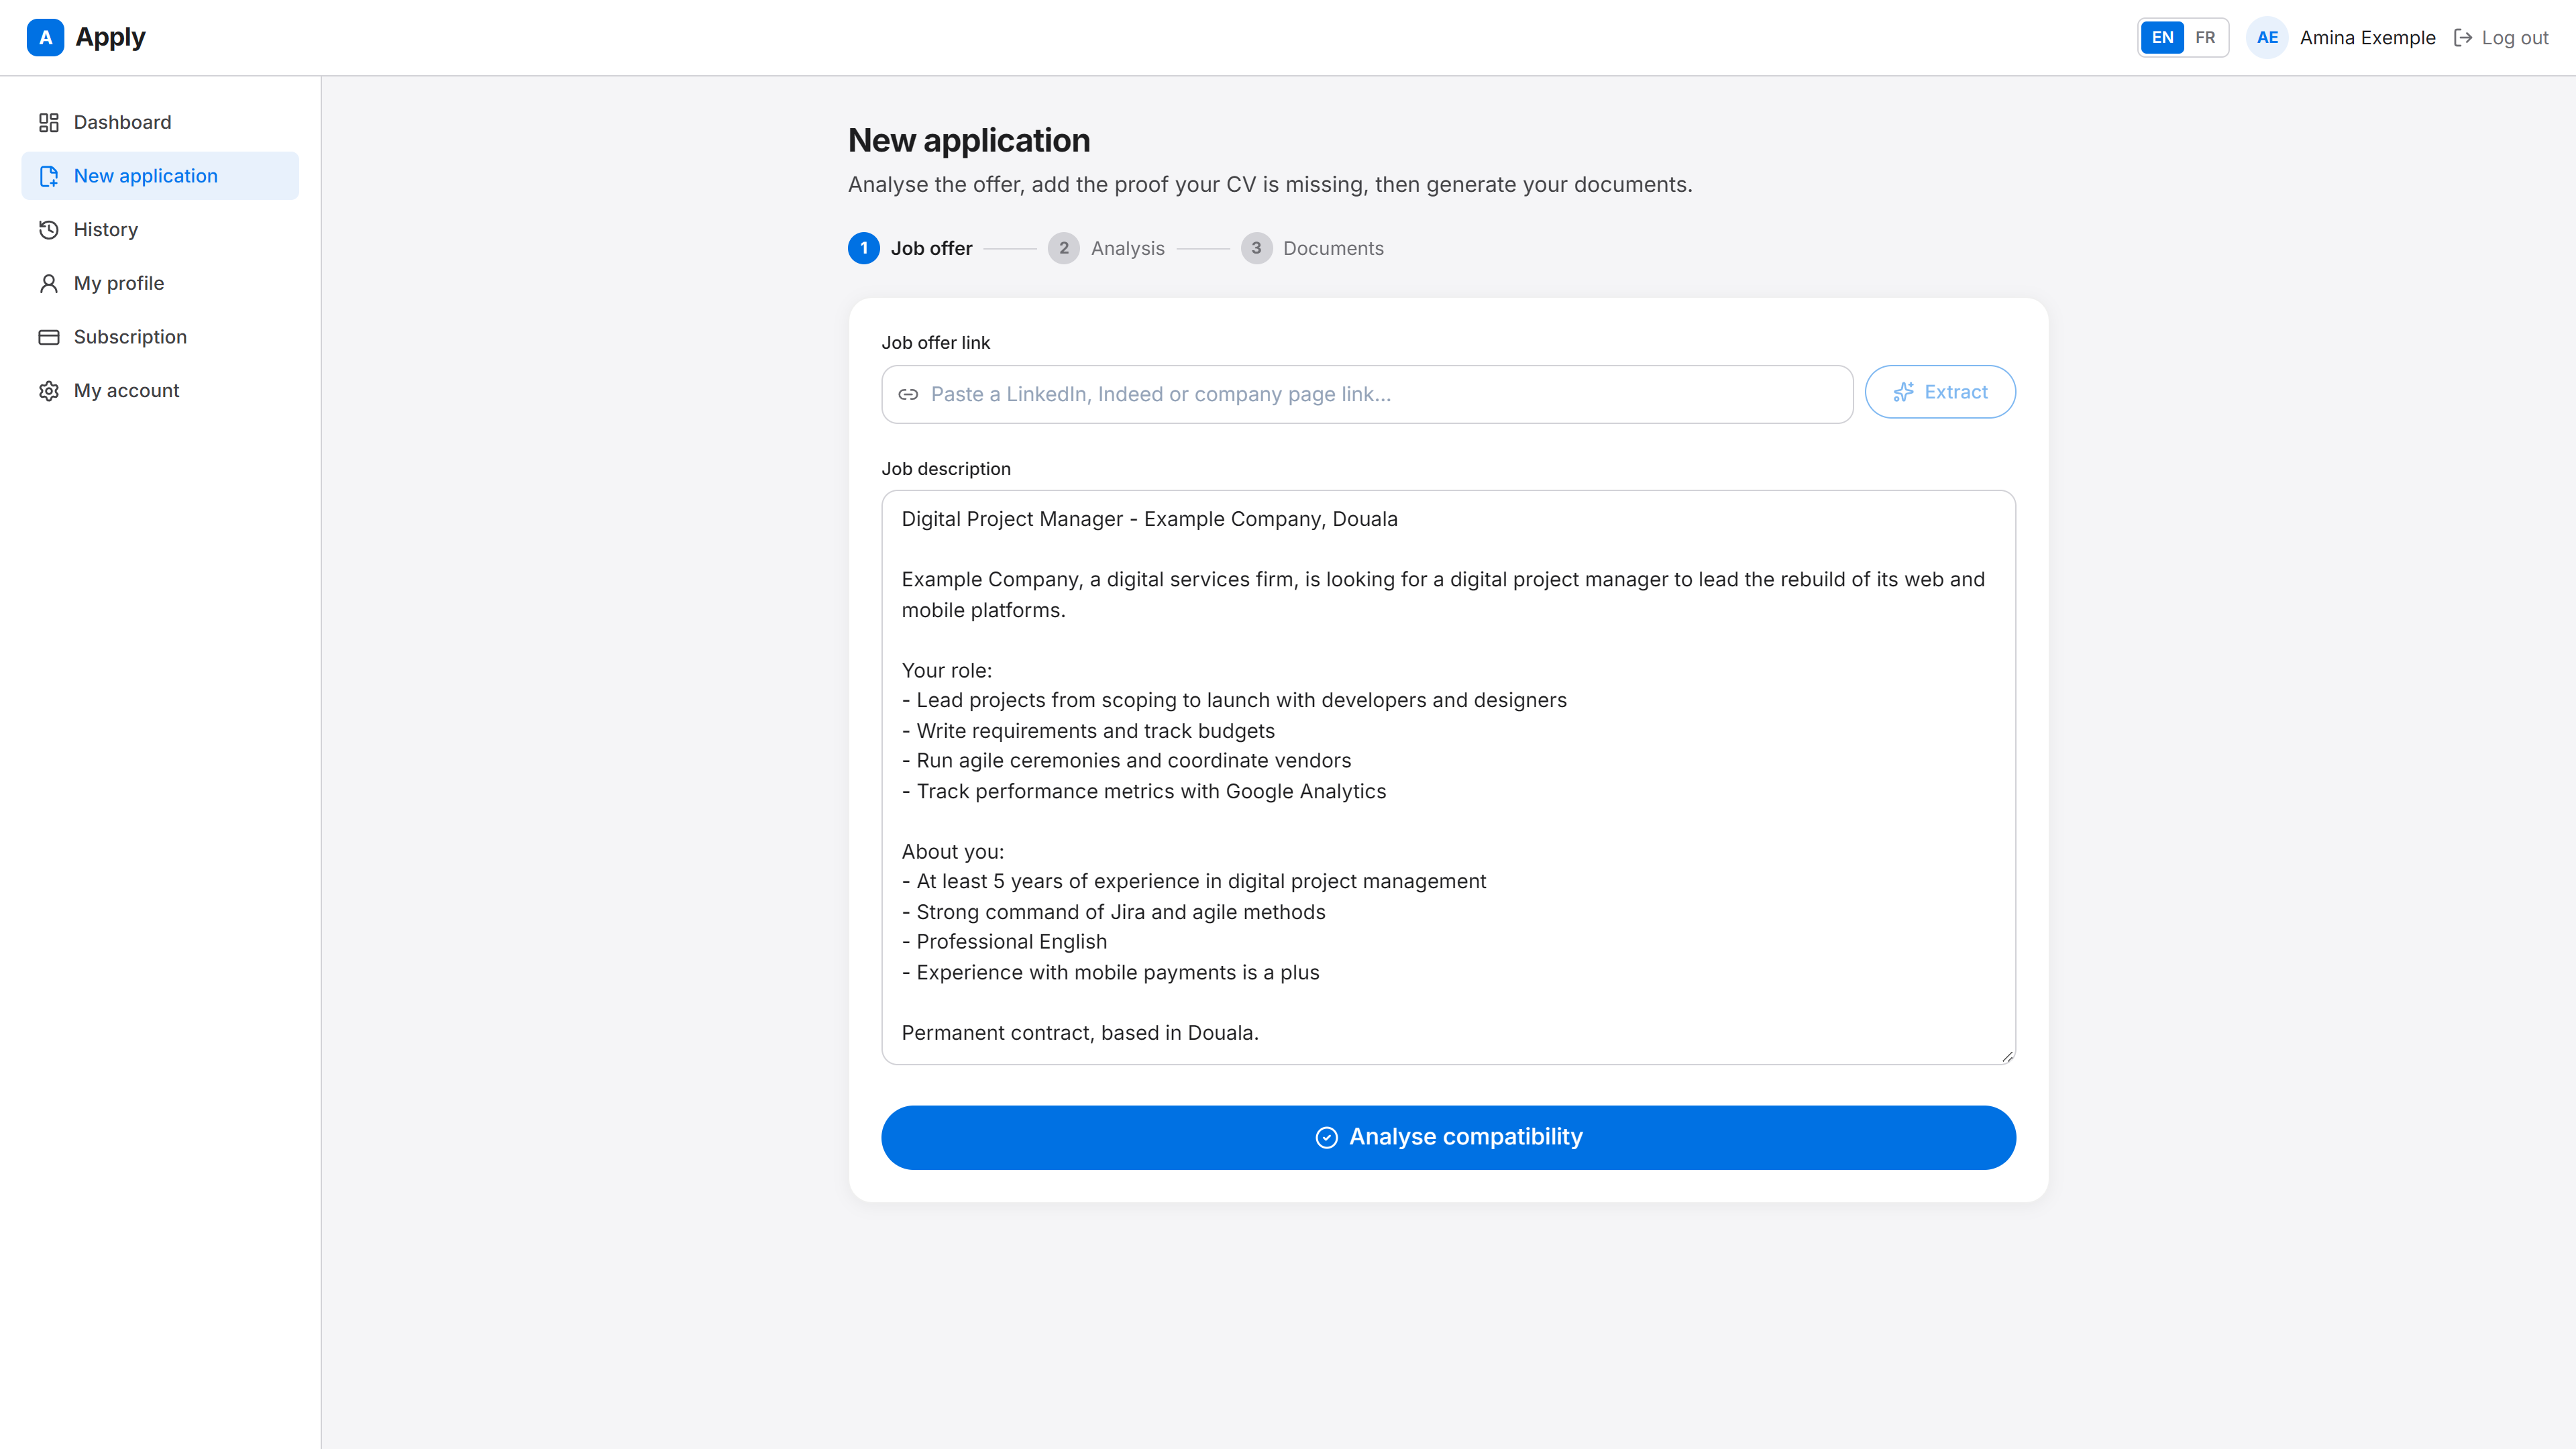 A Apply
EN FR AE Amina Exemple Log out
Dashboard
New application
History
My profile
Subscription
My account
New application
Analyse the offer, add the proof your CV is missing, then generate your documents.
1 Job offer 2 Analysis 3 Documents
Job offer link
Paste a LinkedIn, Indeed or company page link...
Extract
Job description
Digital Project Manager - Example Company, Douala
Example Company, a digital services firm, is looking for a digital project manager to lead the rebuild of its web and
mobile platforms.
Your role:
- Lead projects from scoping to launch with developers and designers
- Write requirements and track budgets
- Run agile ceremonies and coordinate vendors
- Track performance metrics with Google Analytics
About you:
- At least 5 years of experience in digital project management
- Strong command of Jira and agile methods
- Professional English
- Experience with mobile payments is a plus
Permanent contract, based in Douala.
Analyse compatibility